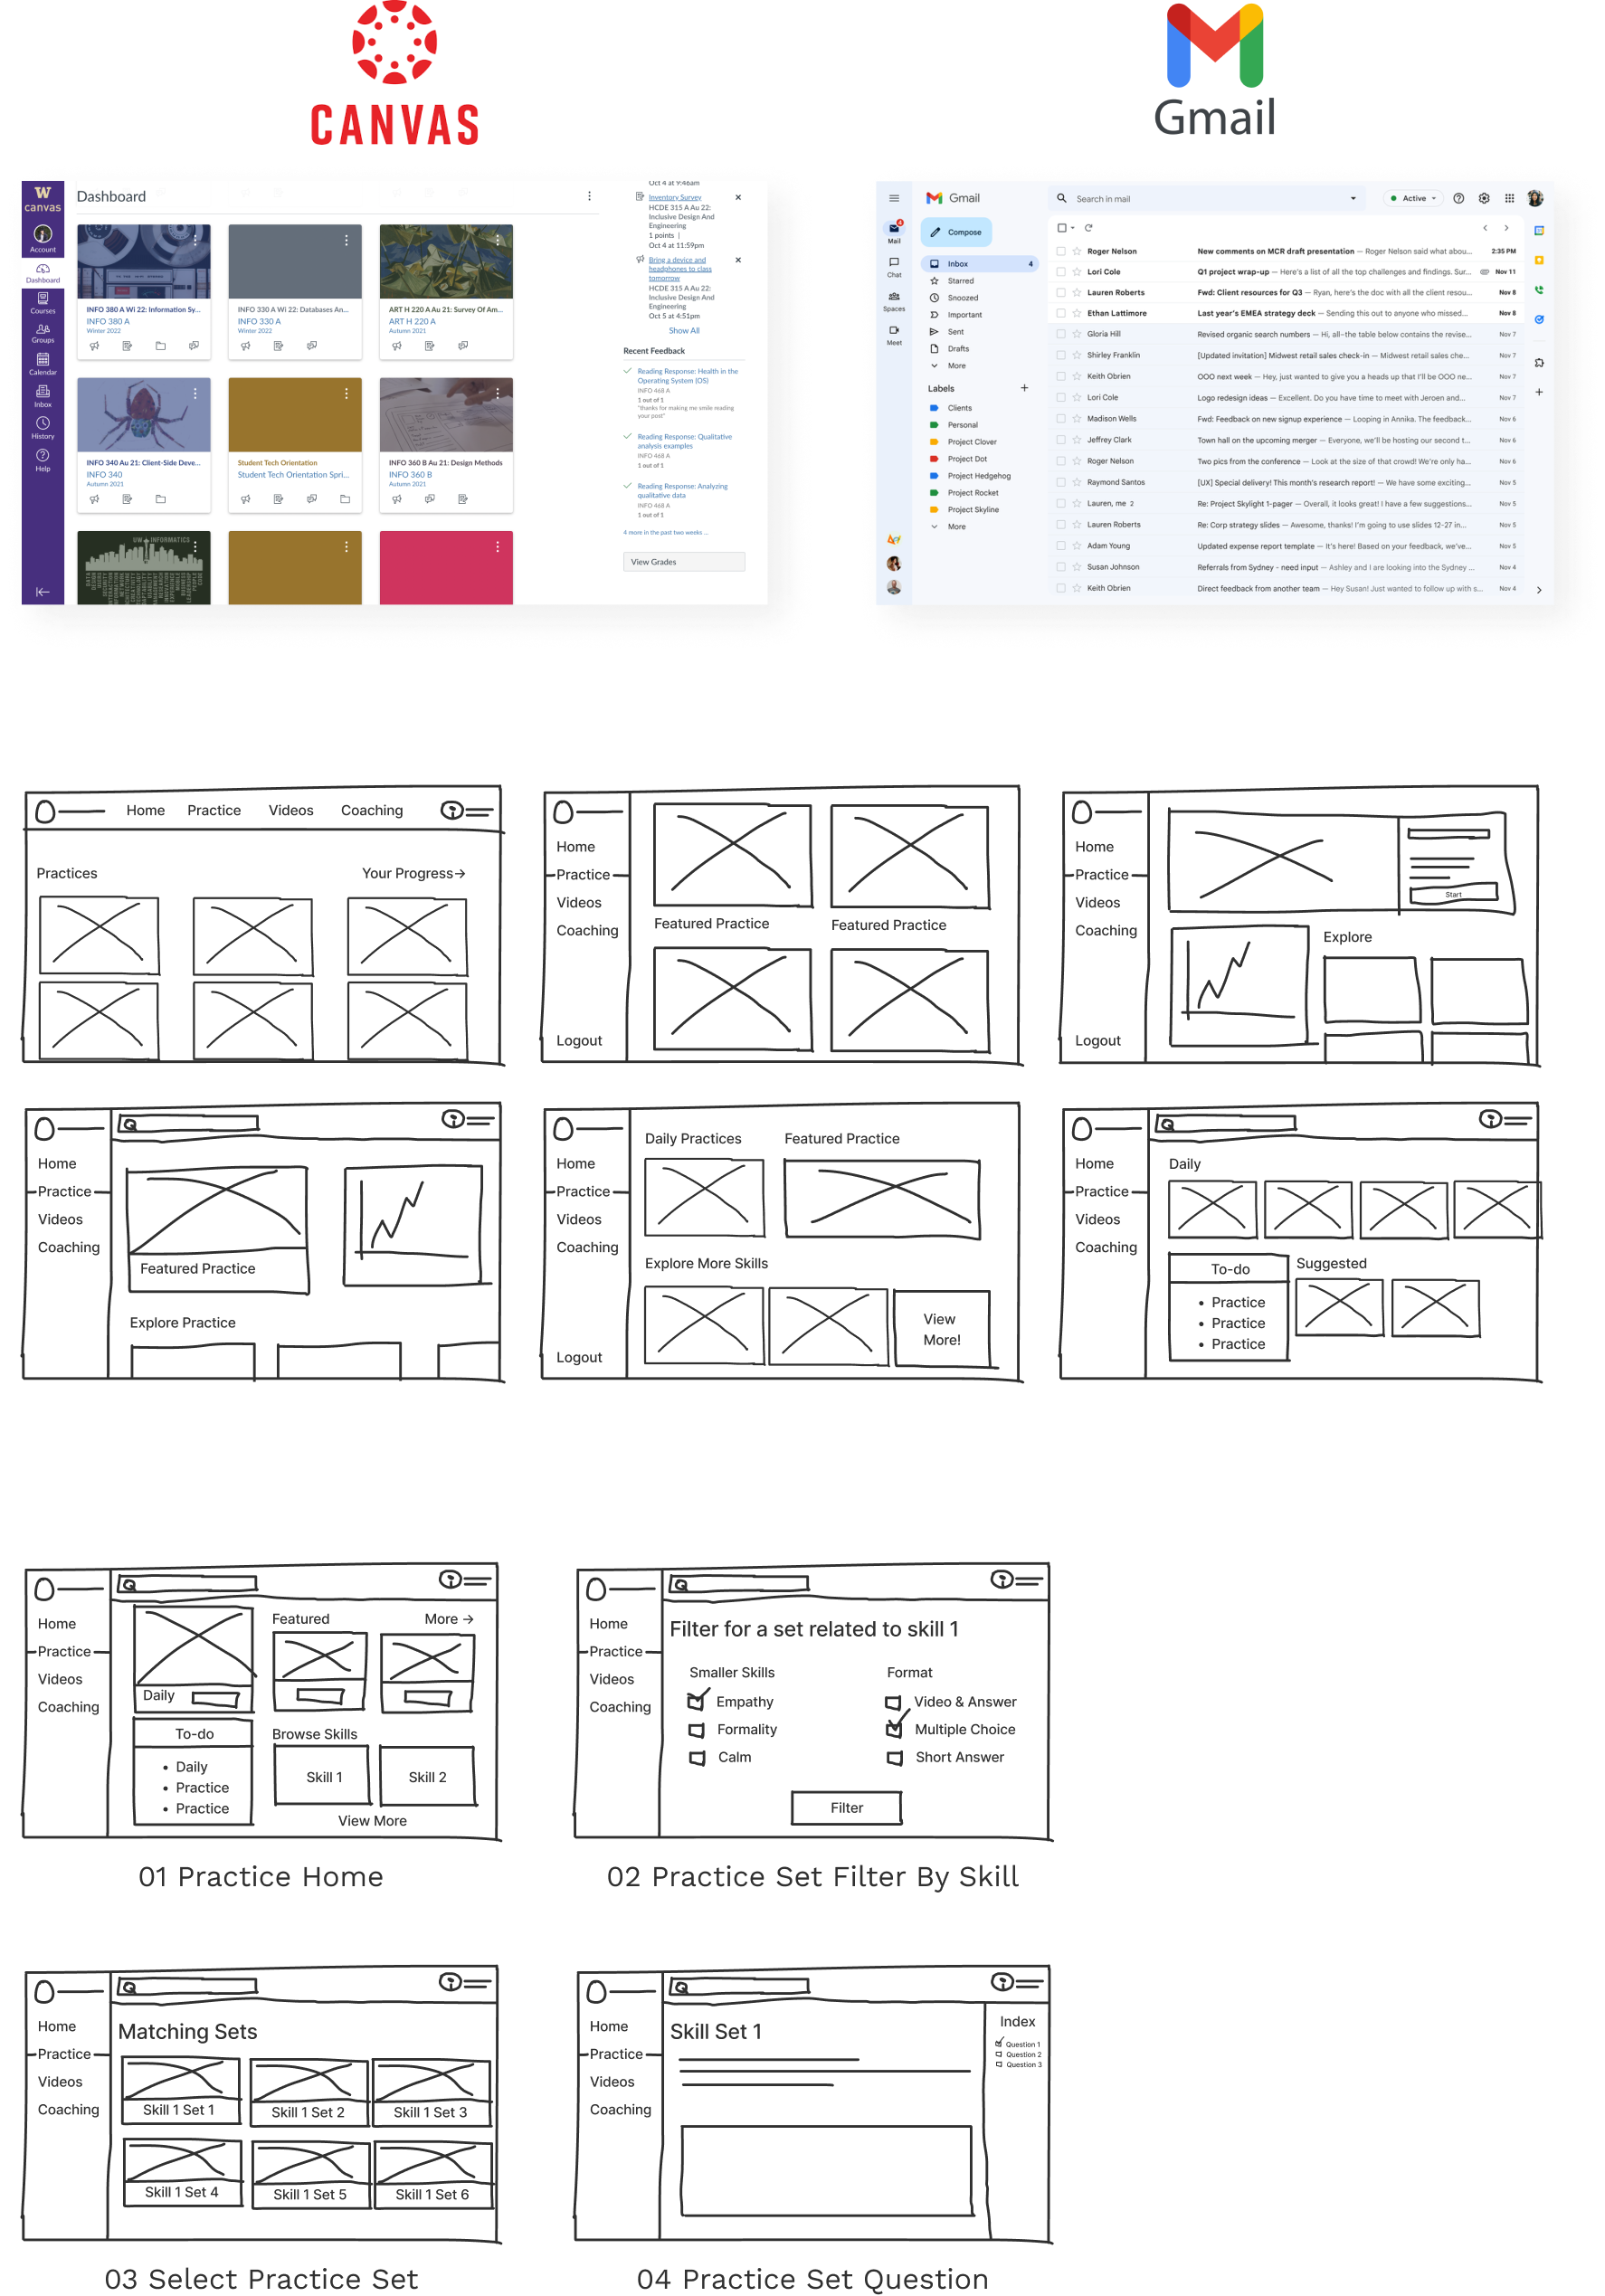 CANVAS
Gmail
W
canvas
Account
Dashboard
Courses
Groups
Calendar
Inbox
History
Help
Dashboard
INFO 380 A Wi 22: Information Sy...
INFO 380 A
Winter 2022
INFO 330 A Wi 22: Databases An...
INFO 330 A
Winter 2022
ART H 220 A Au 21: Survey Of Am...
ART H 220 A
Autumn 2021
INFO 340 Au 21: Client-Side Deve...
INFO 340
Autumn 2021
Student Tech Orientation
Student Tech Orientation Spri...
INFO 360 B Au 21: Design Methods
INFO 360 B
Autumn 2021
UW INFORMATICS
Oct 4 at 9:46am
Inventory Survey
HCDE 315 A Au 22:
Inclusive Design And
Engineering
1 points |
Oct 4 at 11:59pm
Bring a device and
headphones to class
tomorrow
HCDE 315 A Au 22:
Inclusive Design And
Engineering
Oct 5 at 4:51pm
Show All
Recent Feedback
Reading Response: Health in the
Operating System (OS)
INFO 468 A
1 out of 1
"thanks for making me smile reading
your post"
Reading Response: Qualitative
analysis examples
INFO 468 A
1 out of 1
Reading Response: Analyzing
qualitative data
INFO 468 A
1 out of 1
4 more in the past two weeks ...
View Grades
4
Mail
Chat
Spaces
Meet
Gmail
Compose
Inbox 4
Starred
Snoozed
Important
Sent
Drafts
More
Labels
Clients
Personal
Project Clover
Project Dot
Project Hedgehog
Project Rocket
Project Skyline
More
Search in mail
Active
Roger Nelson New comments on MCR draft presentation — Roger Nelson said what abou... 2:35 PM
Lori Cole Q1 project wrap-up — Here's a list of all the top challenges and findings. Sur... Nov 11
Lauren Roberts Fwd: Client resources for Q3 — Ryan, here's the doc with all the client resou... Nov 8
Ethan Lattimore Last year's EMEA strategy deck — Sending this out to anyone who missed... Nov 8
Gloria Hill Revised organic search numbers — Hi, all–the table below contains the revise... Nov 7
Shirley Franklin [Updated invitation] Midwest retail sales check-in — Midwest retail sales che... Nov 7
Keith Obrien OOO next week — Hey, just wanted to give you a heads up that I'll be OOO ne... Nov 7
Lori Cole Logo redesign ideas — Excellent. Do you have time to meet with Jeroen and... Nov 7
Madison Wells Fwd: Feedback on new signup experience — Looping in Annika. The feedback... Nov 6
Jeffrey Clark Town hall on the upcoming merger — Everyone, we'll be hosting our second t... Nov 6
Roger Nelson Two pics from the conference — Look at the size of that crowd! We're only ha... Nov 6
Raymond Santos [UX] Special delivery! This month's research report! — We have some exciting... Nov 5
Lauren, me 2 Re: Project Skylight 1-pager — Overall, it looks great! I have a few suggestions... Nov 5
Lauren Roberts Re: Corp strategy slides — Awesome, thanks! I'm going to use slides 12-27 in... Nov 5
Adam Young Updated expense report template — It's here! Based on your feedback, we've... Nov 5
Susan Johnson Referrals from Sydney - need input — Ashley and I are looking into the Sydney ... Nov 4
Keith Obrien Direct feedback from another team — Hey Susan! Just wanted to follow up with s... Nov 4
Home Practice Videos Coaching
Practices Your Progress→
Home
Practice
Videos
Coaching
Logout
Featured Practice Featured Practice
Home
Practice
Videos
Coaching
Logout
Start
Explore
Home
Practice
Videos
Coaching
Featured Practice
Explore Practice
Home
Practice
Videos
Coaching
Logout
Daily Practices Featured Practice
Explore More Skills
View
More!
Home
Practice
Videos
Coaching
Daily
To-do
• Practice
• Practice
• Practice
Suggested
Home
Practice
Videos
Coaching
Daily
Featured More →
To-do
• Daily
• Practice
• Practice
Browse Skills
Skill 1 Skill 2
View More
01 Practice Home
Home
Practice
Videos
Coaching
Filter for a set related to skill 1
Smaller Skills Format
Empathy Video & Answer
Formality Multiple Choice
Calm Short Answer
Filter
02 Practice Set Filter By Skill
Home
Practice
Videos
Coaching
Matching Sets
Skill 1 Set 1 Skill 1 Set 2 Skill 1 Set 3
Skill 1 Set 4 Skill 1 Set 5 Skill 1 Set 6
03 Select Practice Set
Home
Practice
Videos
Coaching
Skill Set 1
Index
Question 1
Question 2
Question 3
04 Practice Set Question